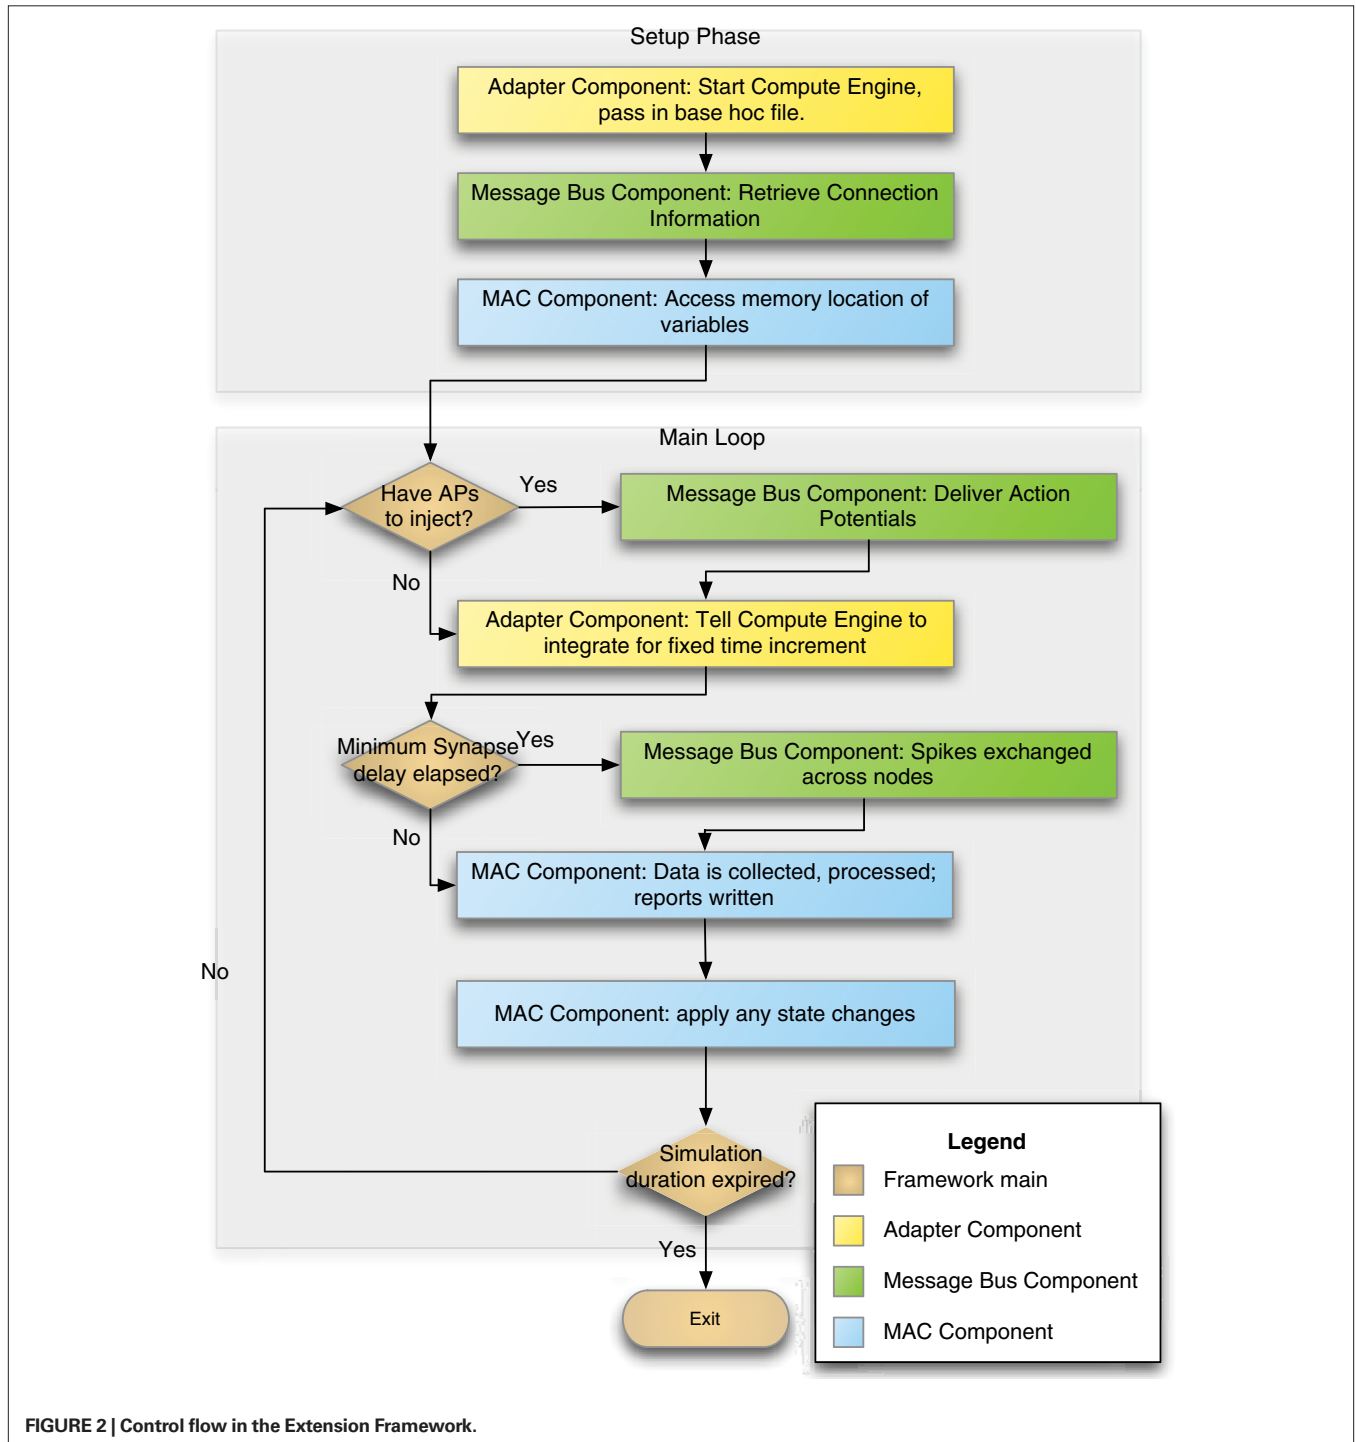 Setup Phase
Adapter Component: Start Compute Engine,
pass in base hoc file.
Message Bus Component: Retrieve Connection
Information
MAC Component: Access memory location of
variables
Main Loop
Have APs
to inject?
Yes
Message Bus Component: Deliver Action
Potentials
No
Adapter Component: Tell Compute Engine to
integrate for fixed time increment
Minimum Synapse
delay elapsed?
Yes
Message Bus Component: Spikes exchanged
across nodes
No
MAC Component: Data is collected, processed;
reports written
No
MAC Component: apply any state changes
Simulation
duration expired?
Yes
Exit
Legend
Framework main
Adapter Component
Message Bus Component
MAC Component
FIGURE 2 | Control flow in the Extension Framework.